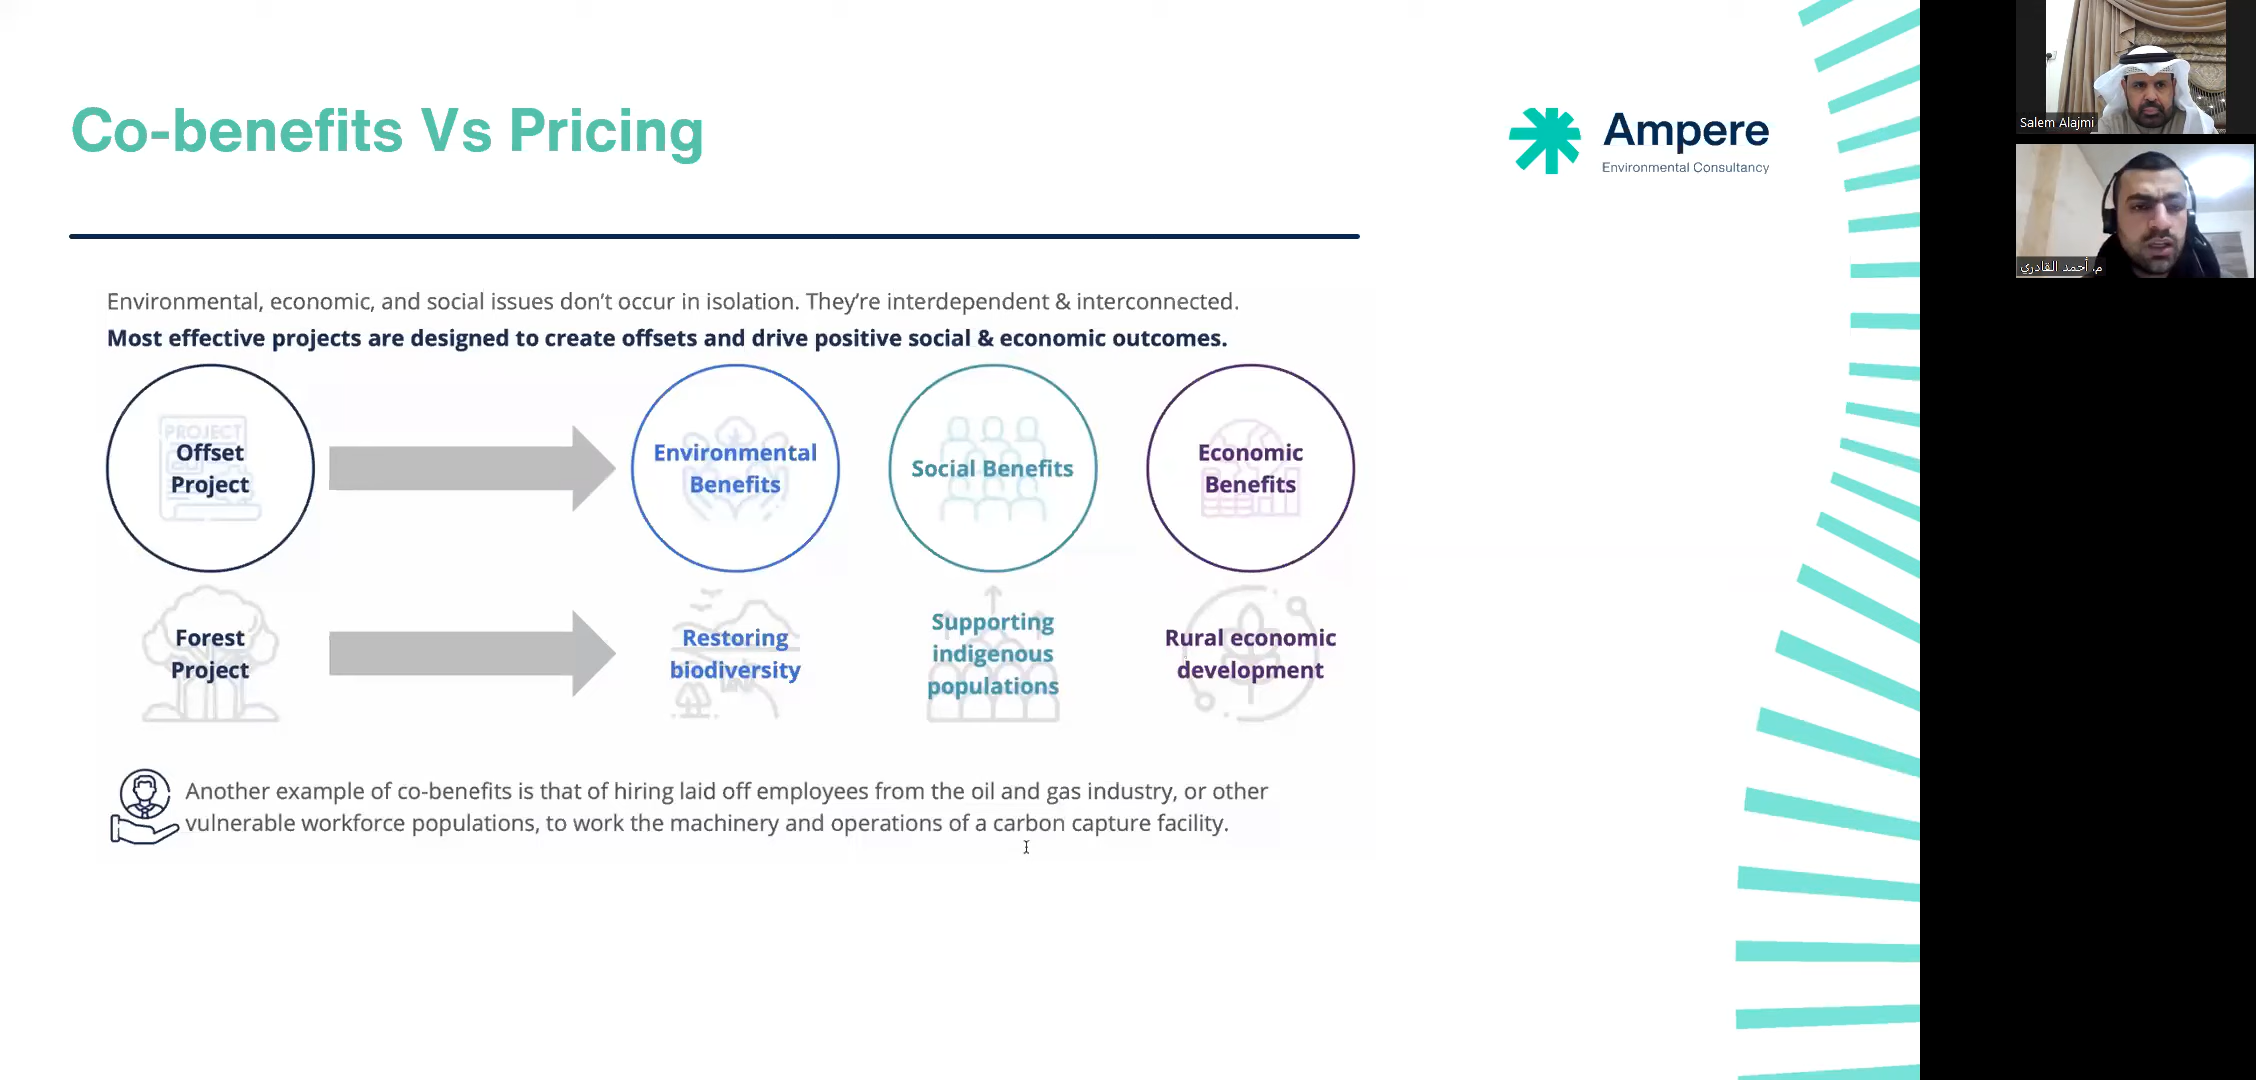 Co-benefits Vs Pricing
Ampere
Environmental Consultancy
Environmental, economic, and social issues don't occur in isolation. They're interdependent & interconnected.
Most effective projects are designed to create offsets and drive positive social & economic outcomes.
PROJECT
Offset
Project
Environmental
Benefits
Social Benefits
Economic
Benefits
Forest
Project
Restoring
biodiversity
Supporting
indigenous
populations
Rural economic
development
Another example of co-benefits is that of hiring laid off employees from the oil and gas industry, or other
vulnerable workforce populations, to work the machinery and operations of a carbon capture facility.
Salem Alajmi
م. أحمد القادري